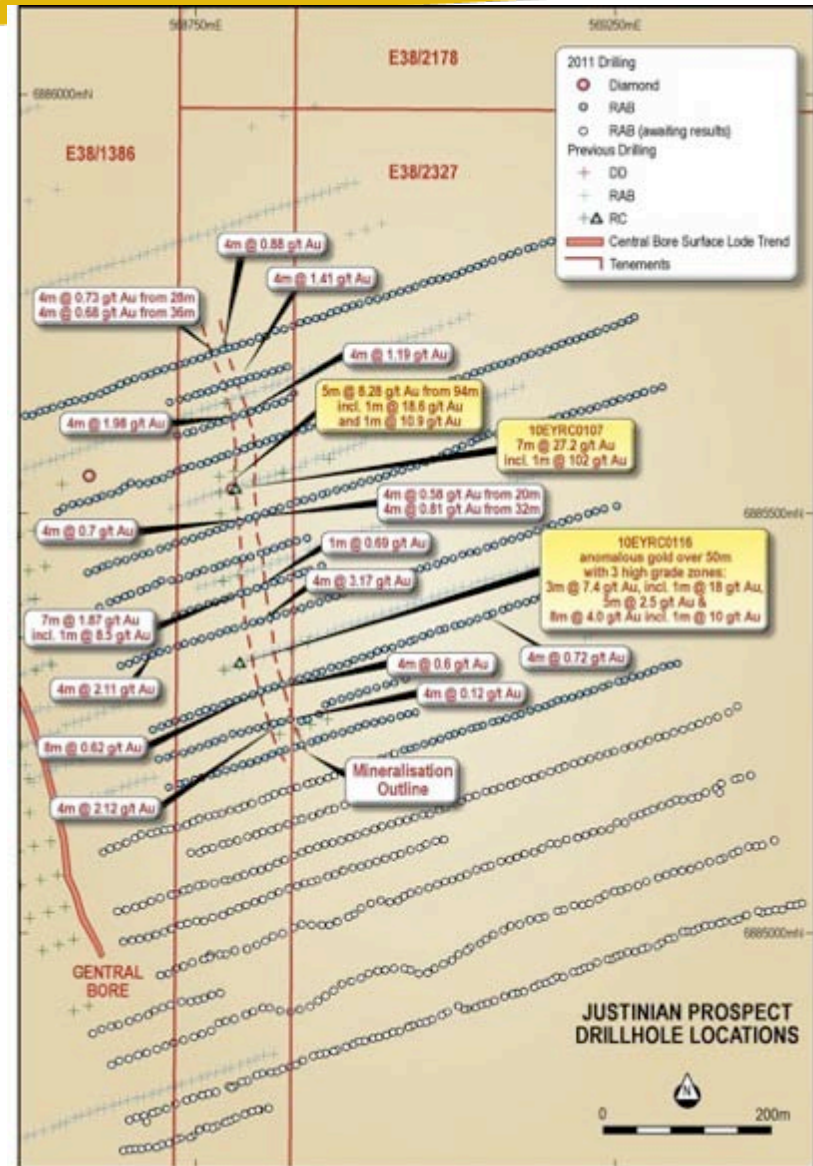 568750mE
569250mE
E38/2178
6886000mN
E38/1386
E38/2327
2011 Drilling
Diamond
RAB
RAB (awaiting results)
Previous Drilling
DD
RAB
RC
Central Bore Surface Lode Trend
Tenements
4m @ 0.88 g/t Au
4m @ 1.41 g/t Au
4m @ 0.73 g/t Au from 28m
4m @ 0.68 g/t Au from 36m
4m @ 1.19 g/t Au
5m @ 8.28 g/t Au from 94m
incl. 1m @ 18.6 g/t Au
and 1m @ 10.9 g/t Au
4m @ 1.98 g/t Au
10EYRC0107
7m @ 27.2 g/t Au
incl. 1m @ 102 g/t Au
4m @ 0.58 g/t Au from 20m
4m @ 0.81 g/t Au from 32m
6885500mN
4m @ 0.7 g/t Au
1m @ 0.69 g/t Au
10EYRC0116
anomalous gold over 50m
with 3 high grade zones:
3m @ 7.4 g/t Au, incl. 1m @ 18 g/t Au,
5m @ 2.5 g/t Au &
8m @ 4.0 g/t Au incl. 1m @ 10 g/t Au
4m @ 3.17 g/t Au
7m @ 1.87 g/t Au
incl. 1m @ 8.5 g/t Au
4m @ 0.6 g/t Au
4m @ 0.72 g/t Au
4m @ 2.11 g/t Au
4m @ 0.12 g/t Au
8m @ 0.62 g/t Au
Mineralisation
Outline
4m @ 2.12 g/t Au
6885000mN
GENTRAL
BORE
JUSTINIAN PROSPECT
DRILLHOLE LOCATIONS
N
0
200m